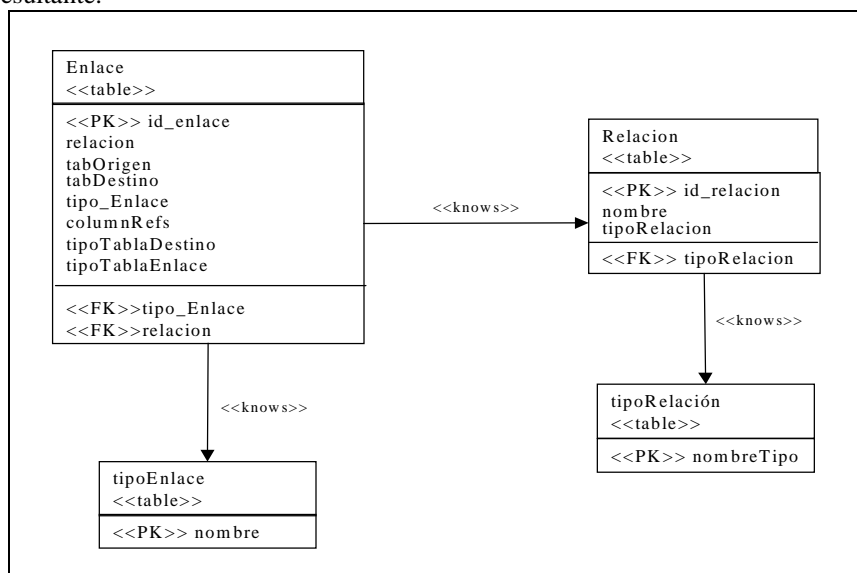 esultante.
Enlace
<<table>>
<<PK>> id_enlace
relacion
tabOrigen
tabDestino
tipo_Enlace
columnRefs
tipoTablaDestino
tipoTablaEnlace
<<FK>>tipo_Enlace
<<FK>>relacion
<<knows>>
Relacion
<<table>>
<<PK>> id_relacion
nombre
tipoRelacion
<<FK>> tipoRelacion
<<knows>>
<<knows>>
tipoRelación
<<table>>
<<PK>> nombreTipo
tipoEnlace
<<table>>
<<PK>> nombre